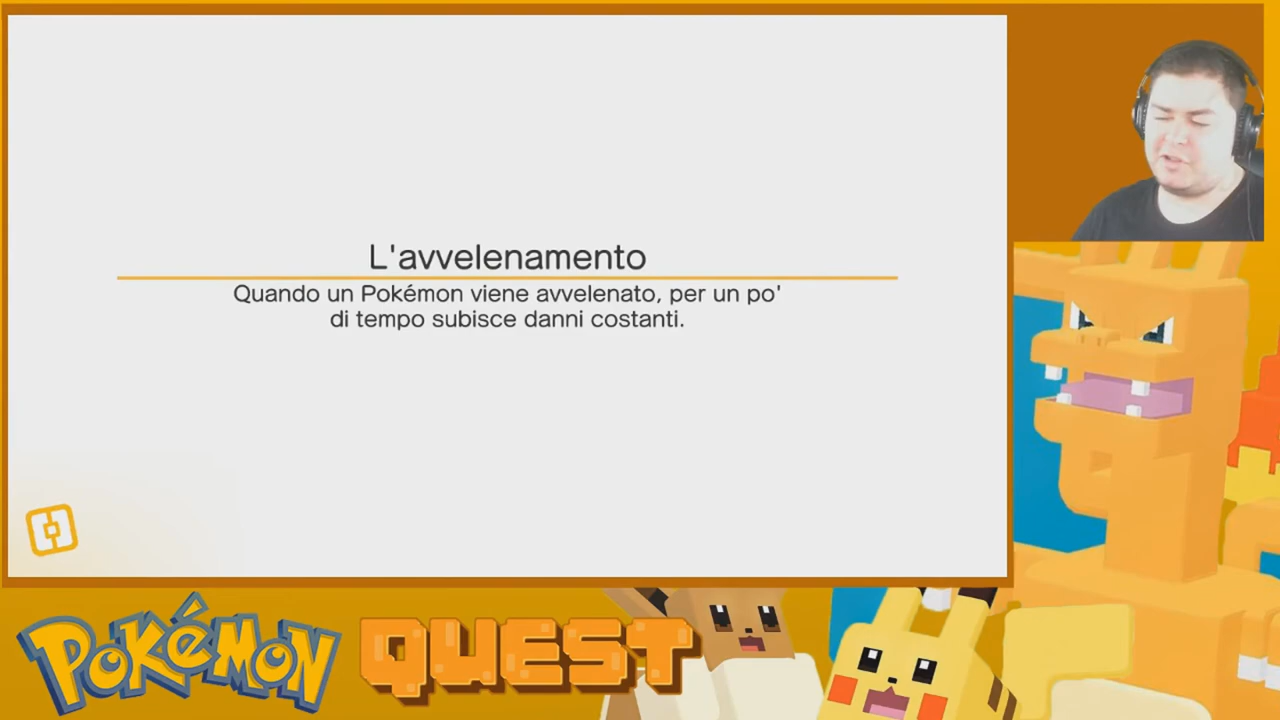 L'avvelenamento
Quando un Pokémon viene avvelenato, per un po'
di tempo subisce danni costanti.
POKÉMON QUEST